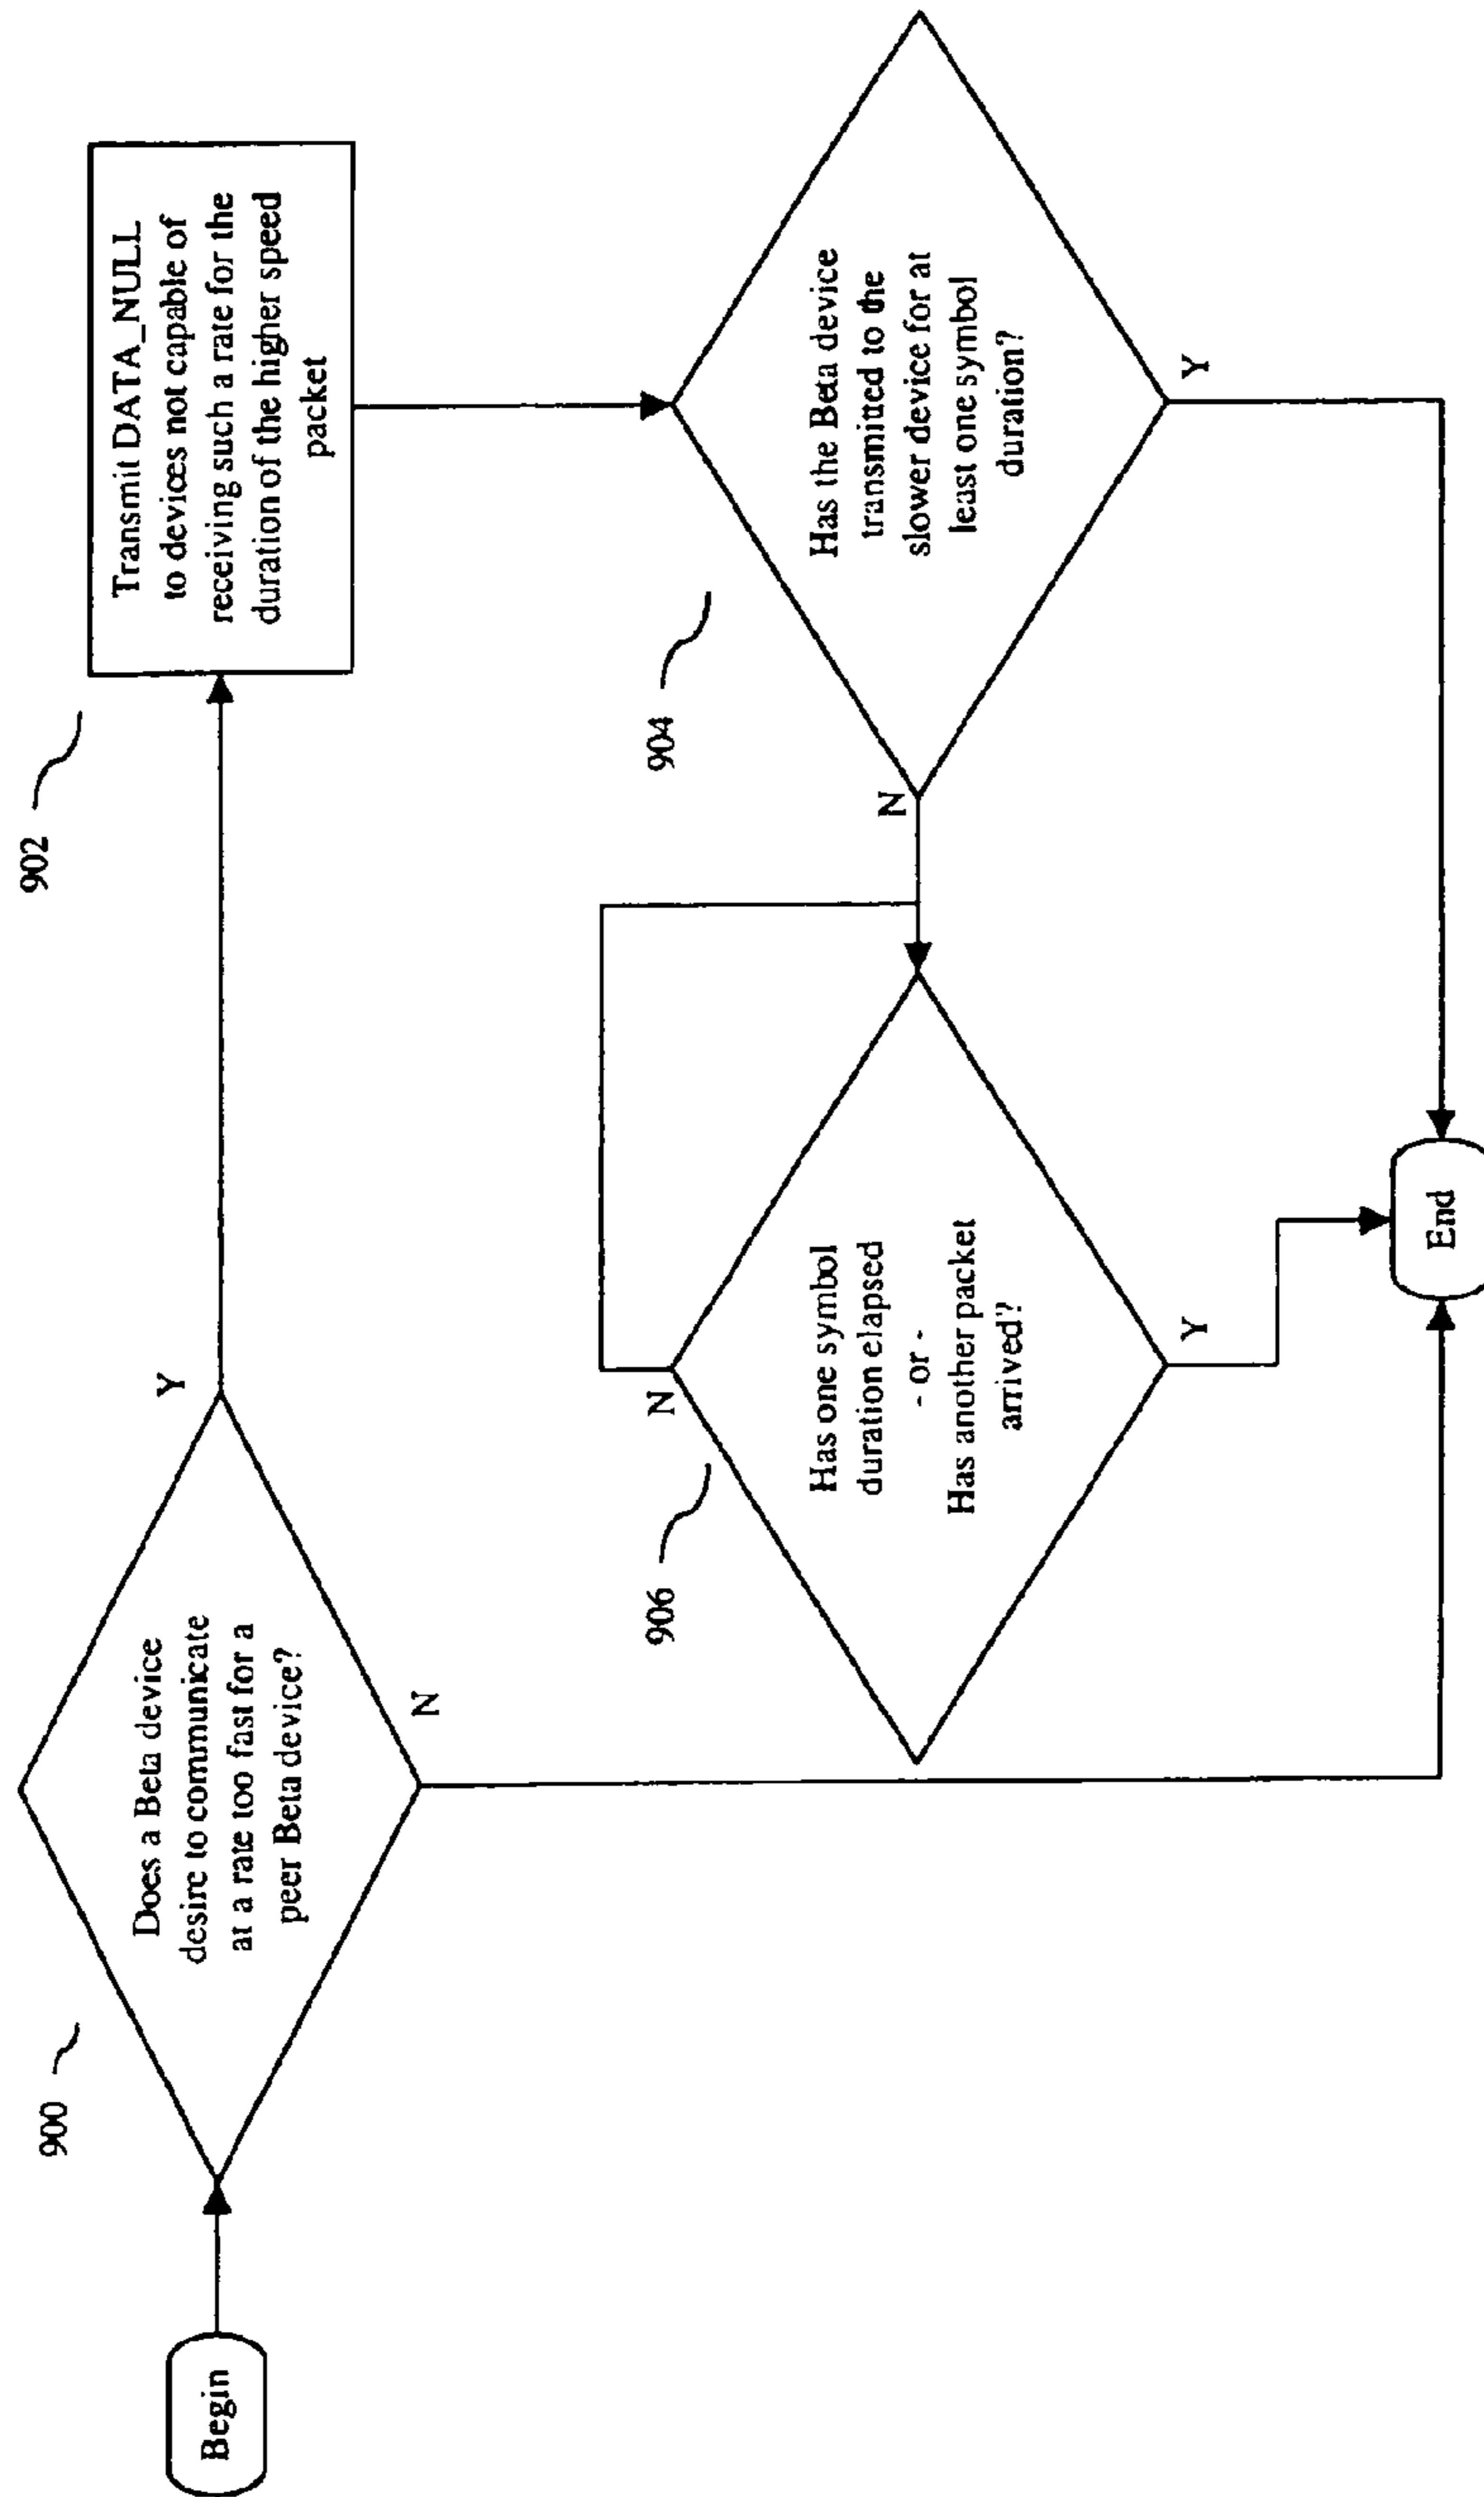 Begin
900
Does a Beta device
desire to communicate
at a rate too fast for a
peer Beta device?
Y
N
902
Transmit DATA_NULL
to devices not capable of
receiving such a rate for the
duration of the higher speed
packet
904
Has the Beta device
transmitted to the
slower device for at
least one symbol
duration?
N
Y
906
Has one symbol
duration elapsed
- or -
Has another packet
arrived?
N
Y
End